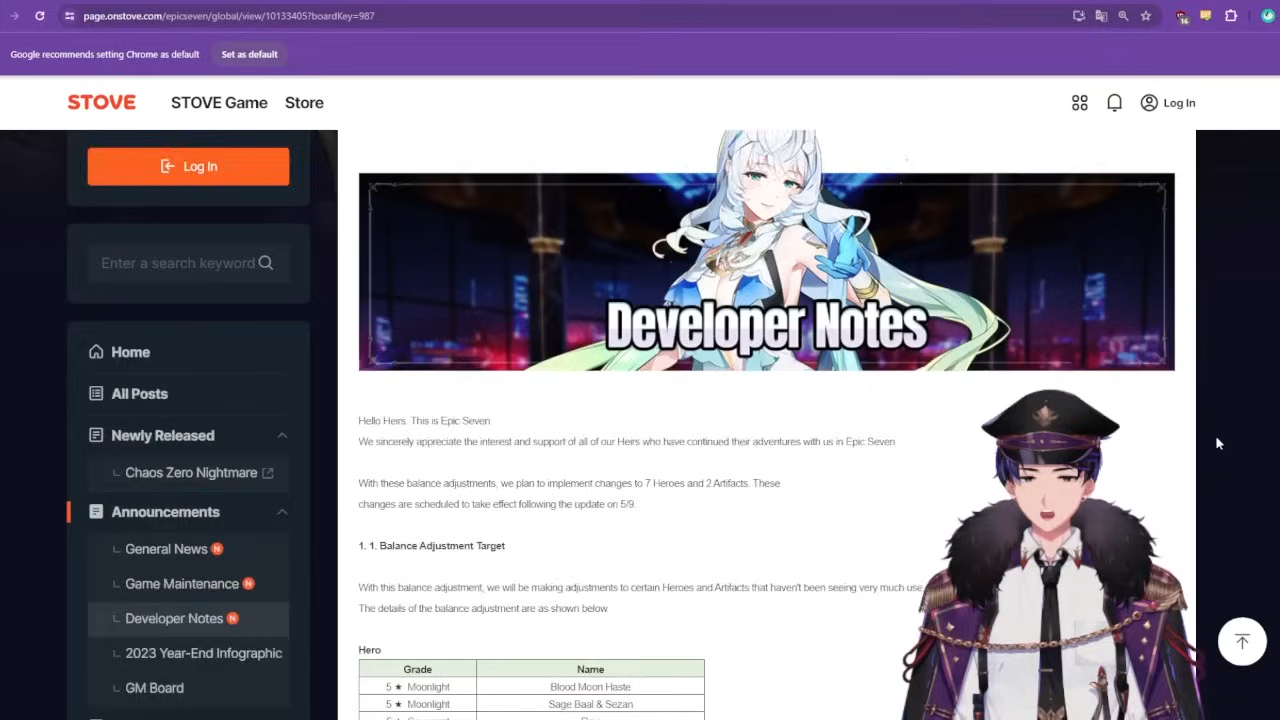 page.onstove.com/epicseven/global/view/10133405?boardKey=987
16
Google recommends setting Chrome as default
Set as default
STOVE
STOVE Game
Store
Log In
Log In
Enter a search keyword
Home
All Posts
Newly Released
Chaos Zero Nightmare
Announcements
General News N
Game Maintenance N
Developer Notes N
2023 Year-End Infographic
GM Board
Developer Notes
Hello Heirs. This is Epic Seven.
We sincerely appreciate the interest and support of all of our Heirs who have continued their adventures with us in Epic Seven
With these balance adjustments, we plan to implement changes to 7 Heroes and 2 Artifacts. These
changes are scheduled to take effect following the update on 5/9.
1. 1. Balance Adjustment Target
With this balance adjustment, we will be making adjustments to certain Heroes and Artifacts that haven't been seeing very much use
The details of the balance adjustment are as shown below.
Hero
Grade Name
5 ★ Moonlight Blood Moon Haste
5 ★ Moonlight Sage Baal & Sezan